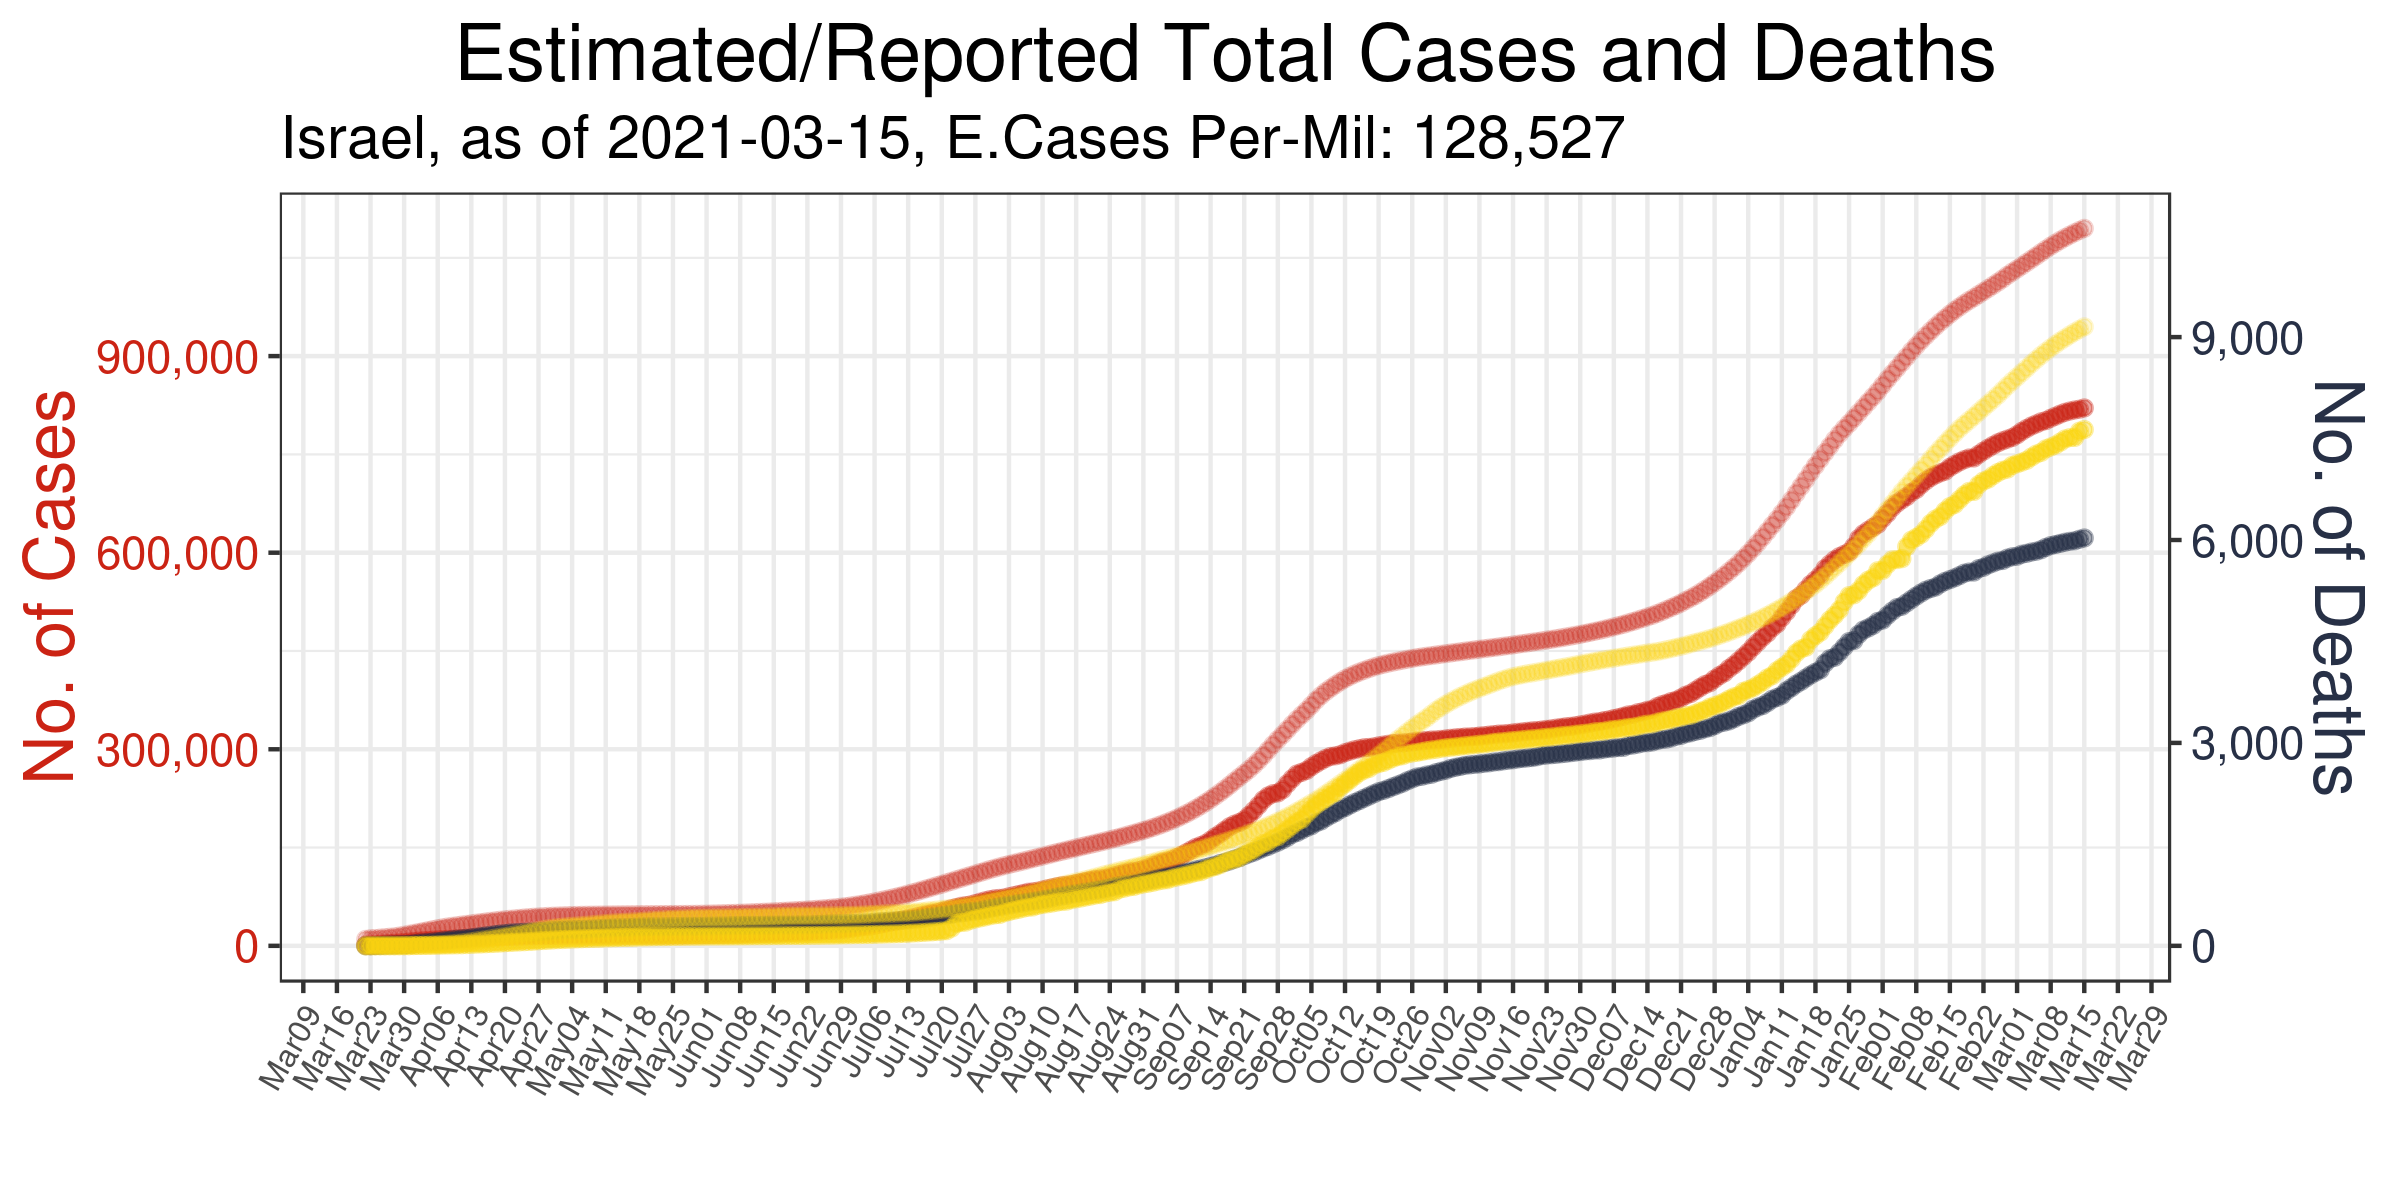 Estimated/Reported Total Cases and Deaths
Israel, as of 2021-03-15, E.Cases Per-Mil: 128,527
No. of Cases
900,000
600,000
300,000
0
9,000
6,000
3,000
0
No. of Deaths
Mar09
Mar16
Mar23
Mar30
Apr06
Apr13
Apr20
Apr27
May04
May11
May18
May25
Jun01
Jun08
Jun15
Jun22
Jun29
Jul06
Jul13
Jul20
Jul27
Aug03
Aug10
Aug17
Aug24
Aug31
Sep07
Sep14
Sep21
Sep28
Oct05
Oct12
Oct19
Oct26
Nov02
Nov09
Nov16
Nov23
Nov30
Dec07
Dec14
Dec21
Dec28
Jan04
Jan11
Jan18
Jan25
Feb01
Feb08
Feb15
Feb22
Mar01
Mar08
Mar15
Mar22
Mar29